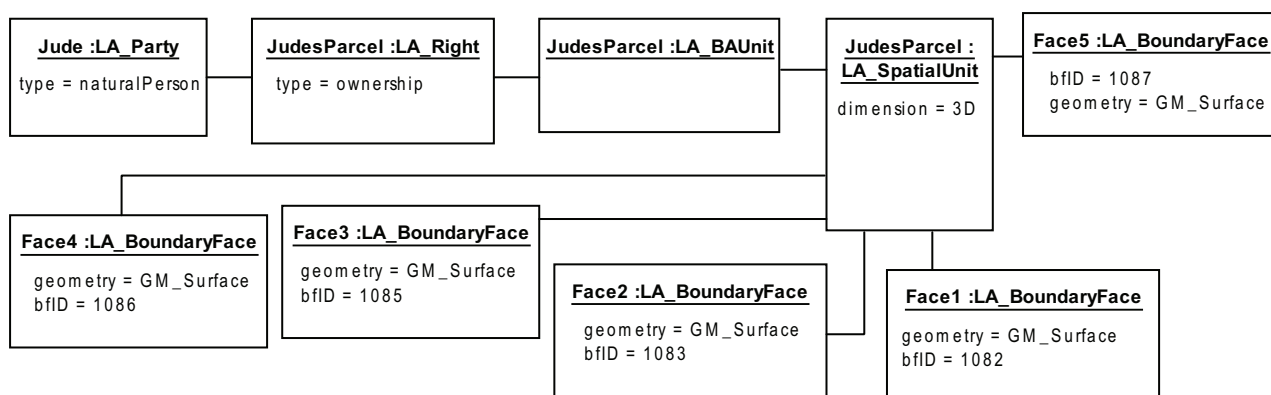 Jude :LA_Party
type = naturalPerson
JudesParcel :LA_Right
type = ownership
JudesParcel :LA_BAUnit
JudesParcel :
LA_SpatialUnit
dimension = 3D
Face5 :LA_BoundaryFace
bfID = 1087
geometry = GM_Surface
Face4 :LA_BoundaryFace
geometry = GM_Surface
bfID = 1086
Face3 :LA_BoundaryFace
geometry = GM_Surface
bfID = 1085
Face2 :LA_BoundaryFace
geometry = GM_Surface
bfID = 1083
Face1 :LA_BoundaryFace
geometry = GM_Surface
bfID = 1082